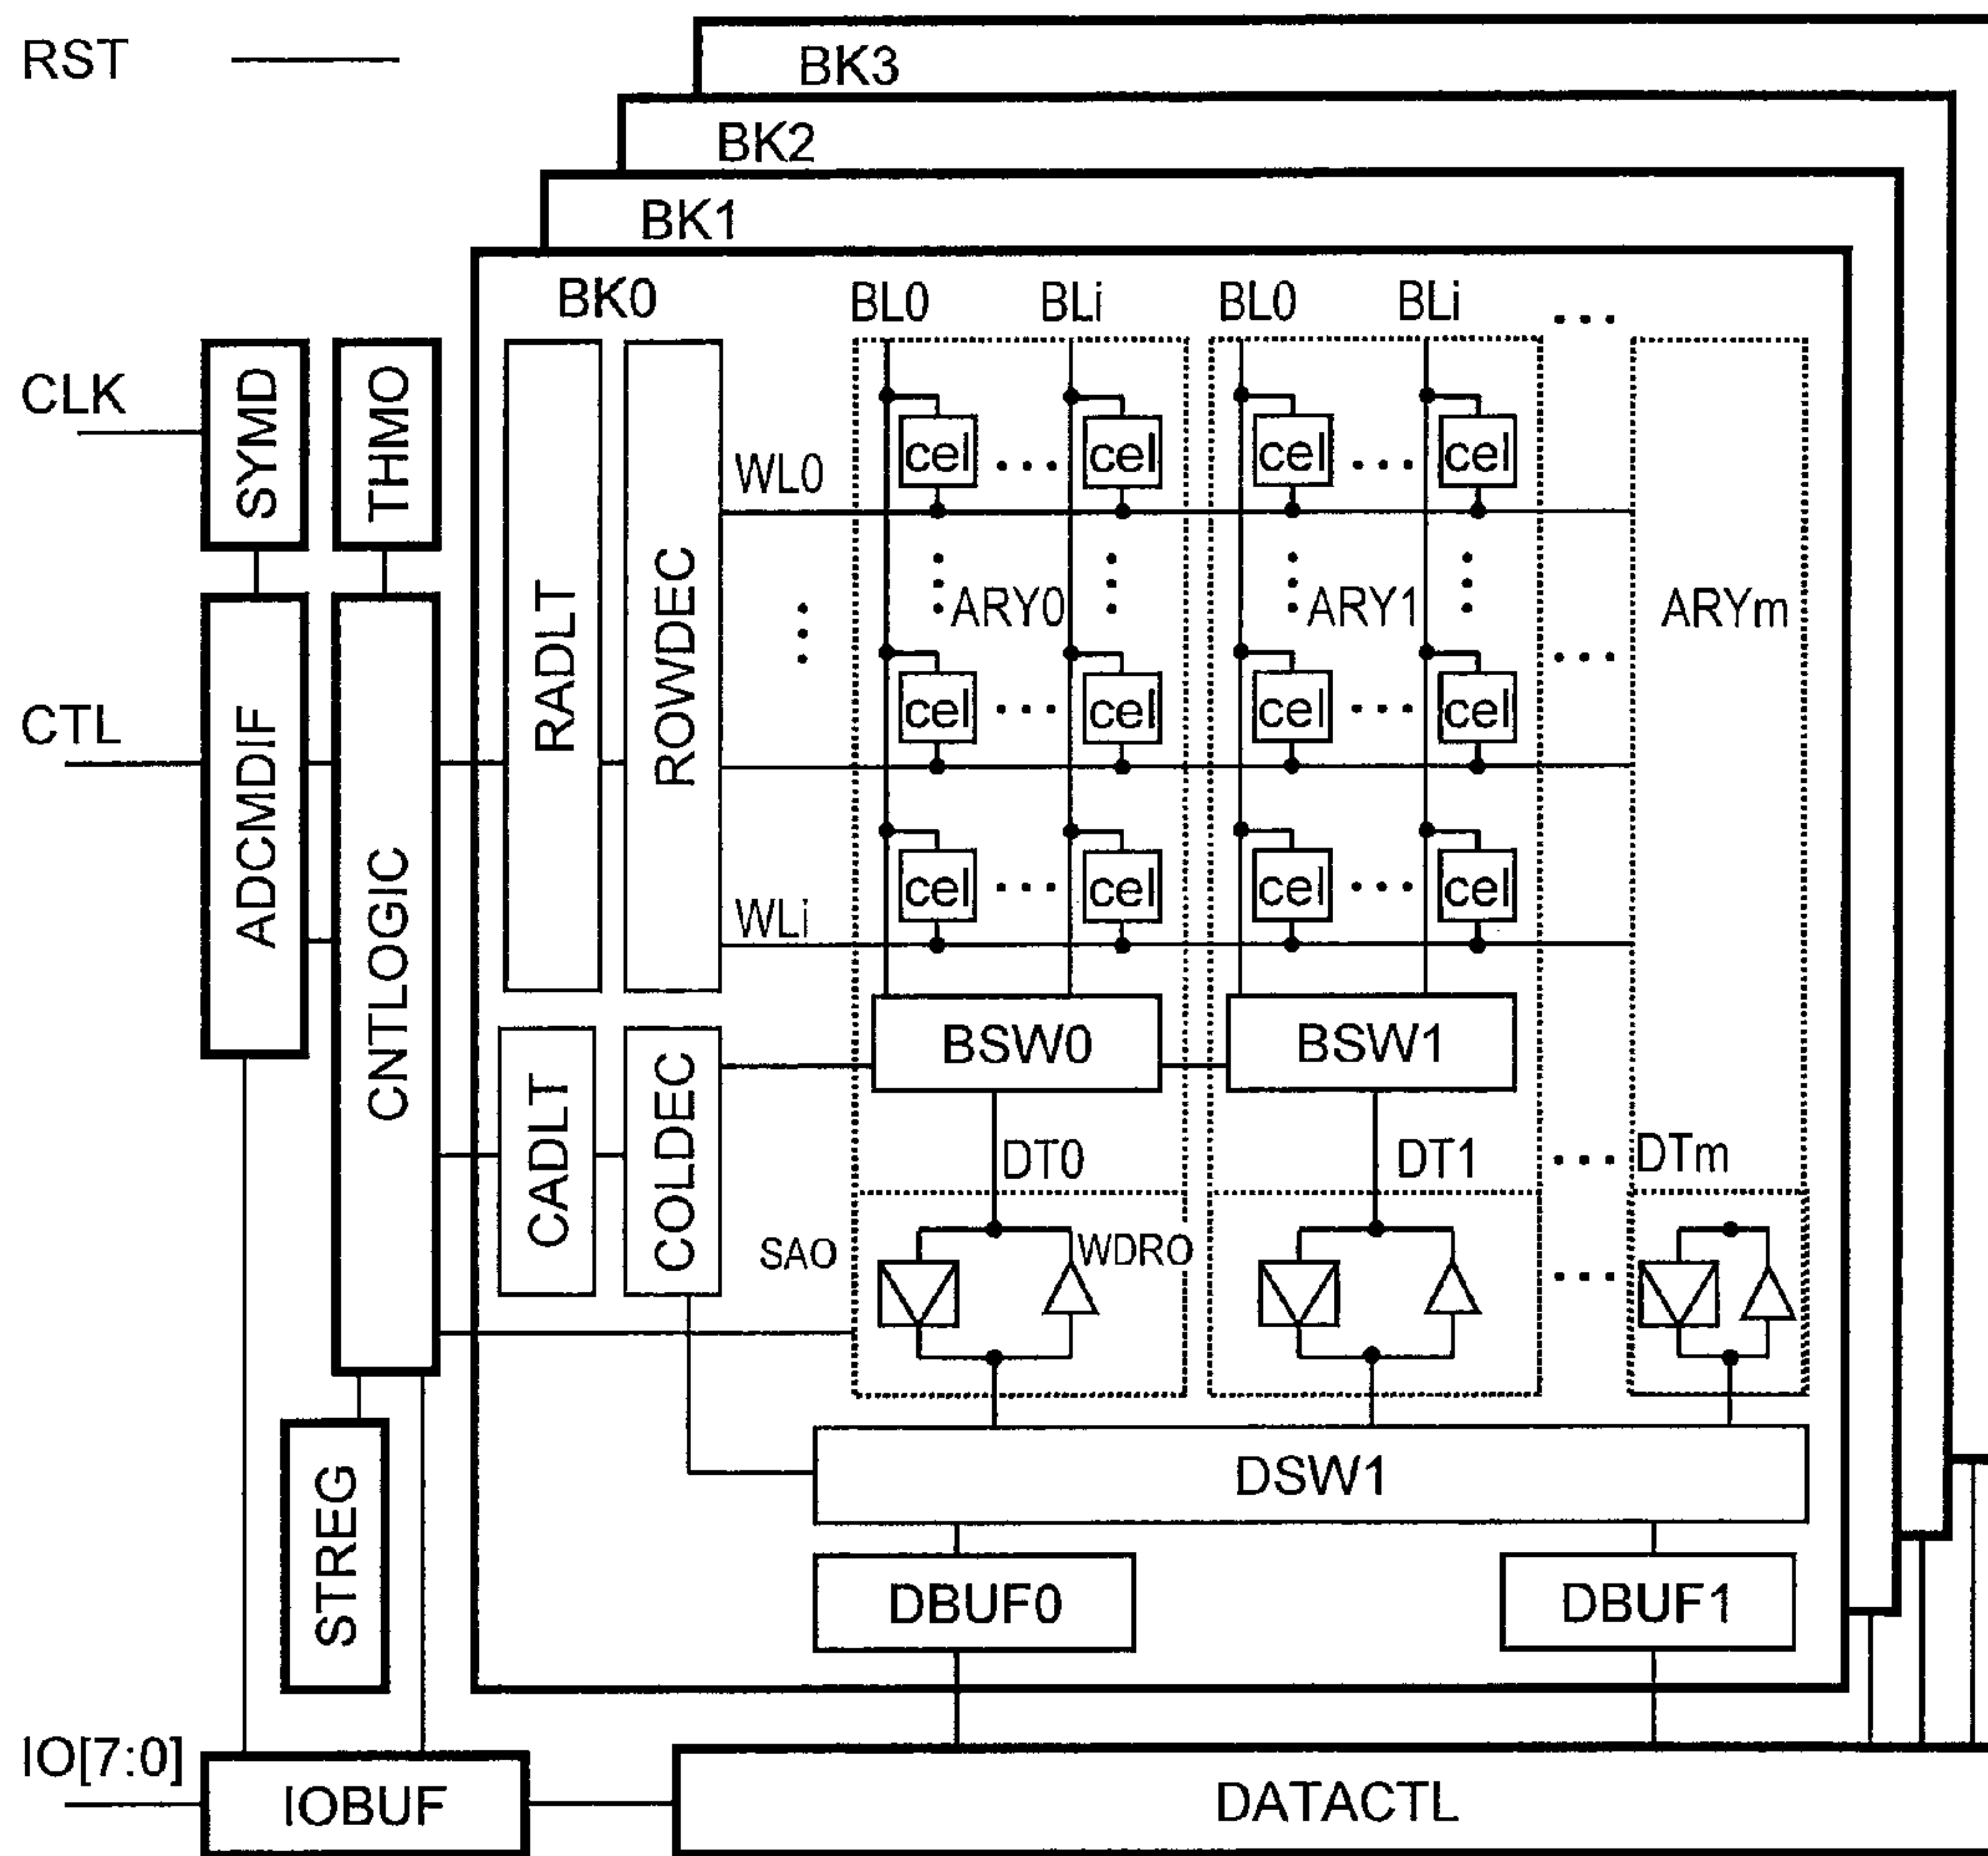 RST
BK3
BK2
BK1
BK0
BL0 BLi BL0 BLi ...
CLK
SYMD
THMO
RADLT
ROWDEC
WL0
cel ... cel cel ... cel
ARY0 ARY1 ARYm
CTL
ADCMDIF
CNTLOGIC
cel ... cel cel ... cel
cel ... cel cel ... cel
WLi
BSW0 BSW1
CADLT
COLDEC
DT0 DT1 ... DTm
SAO WDRO
DSW1
STREG
DBUF0 DBUF1
IO[7:0]
IOBUF
DATACTL